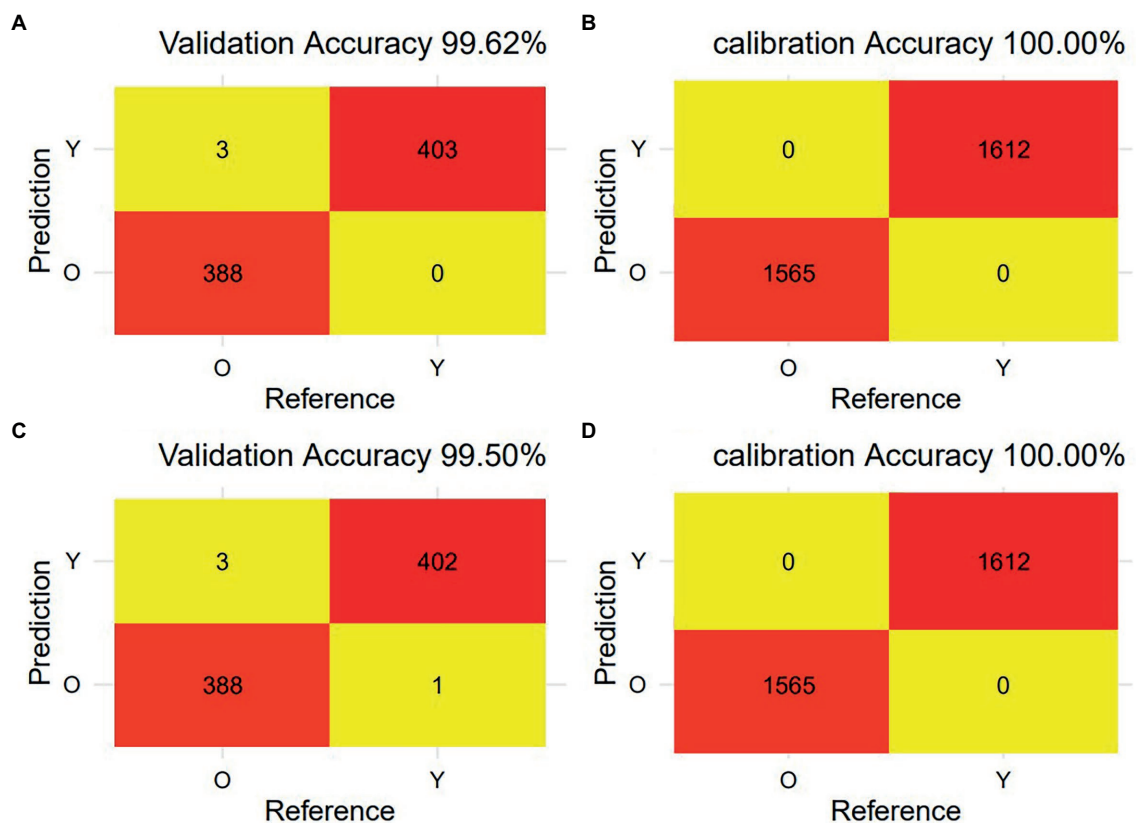 A
Validation Accuracy 99.62%
Prediction
Y
3
403
O
388
0
O
Y
Reference
B
calibration Accuracy 100.00%
Prediction
Y
0
1612
O
1565
0
O
Y
Reference
C
Validation Accuracy 99.50%
Prediction
Y
3
402
O
388
1
O
Y
Reference
D
calibration Accuracy 100.00%
Prediction
Y
0
1612
O
1565
0
O
Y
Reference